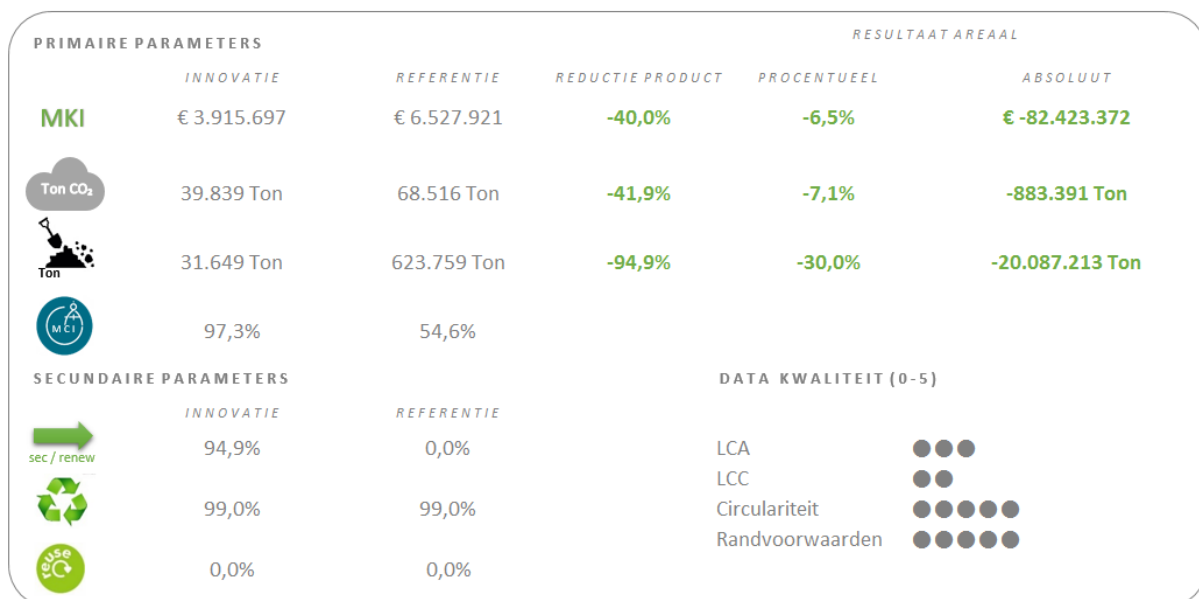 PRIMAIRE PARAMETERS
RESULTAAT AREAAL
INNOVATIE REFERENTIE REDUCTIE PRODUCT PROCENTUEEL ABSOLUUT
MKI € 3.915.697 € 6.527.921 -40,0% -6,5% € -82.423.372
Ton CO₂ 39.839 Ton 68.516 Ton -41,9% -7,1% -883.391 Ton
Ton 31.649 Ton 623.759 Ton -94,9% -30,0% -20.087.213 Ton
MCI 97,3% 54,6%
SECUNDAIRE PARAMETERS DATA KWALITEIT (0-5)
INNOVATIE REFERENTIE
sec / renew 94,9% 0,0%
LCA
LCC
99,0% 99,0%
Circulariteit
Randvoorwaarden
reuse 0,0% 0,0%